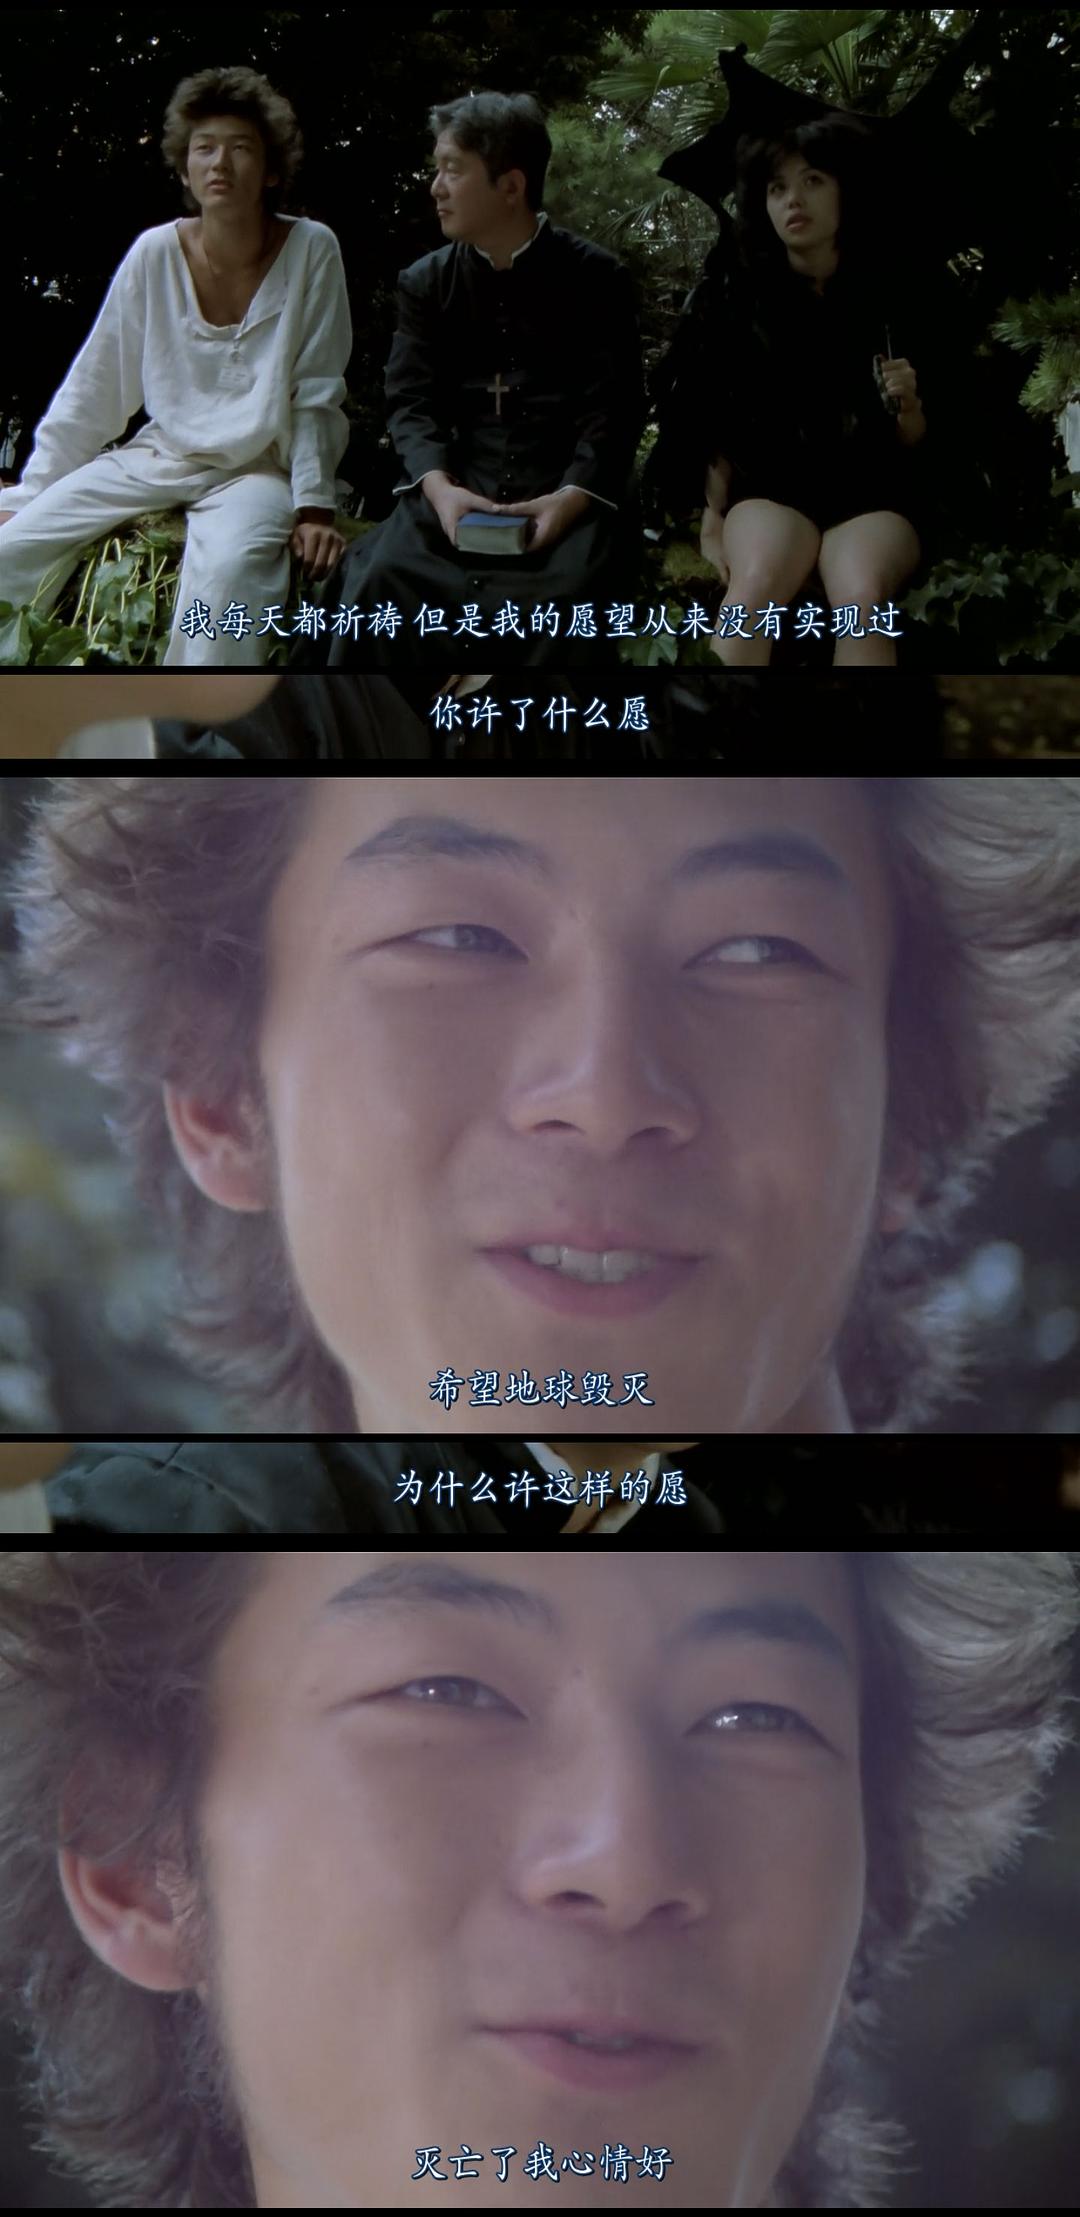 我每天都祈祷 但是我的愿望从来没有实现过
你许了什么愿
希望地球毁灭
为什么许这样的愿
灭亡了我心情好